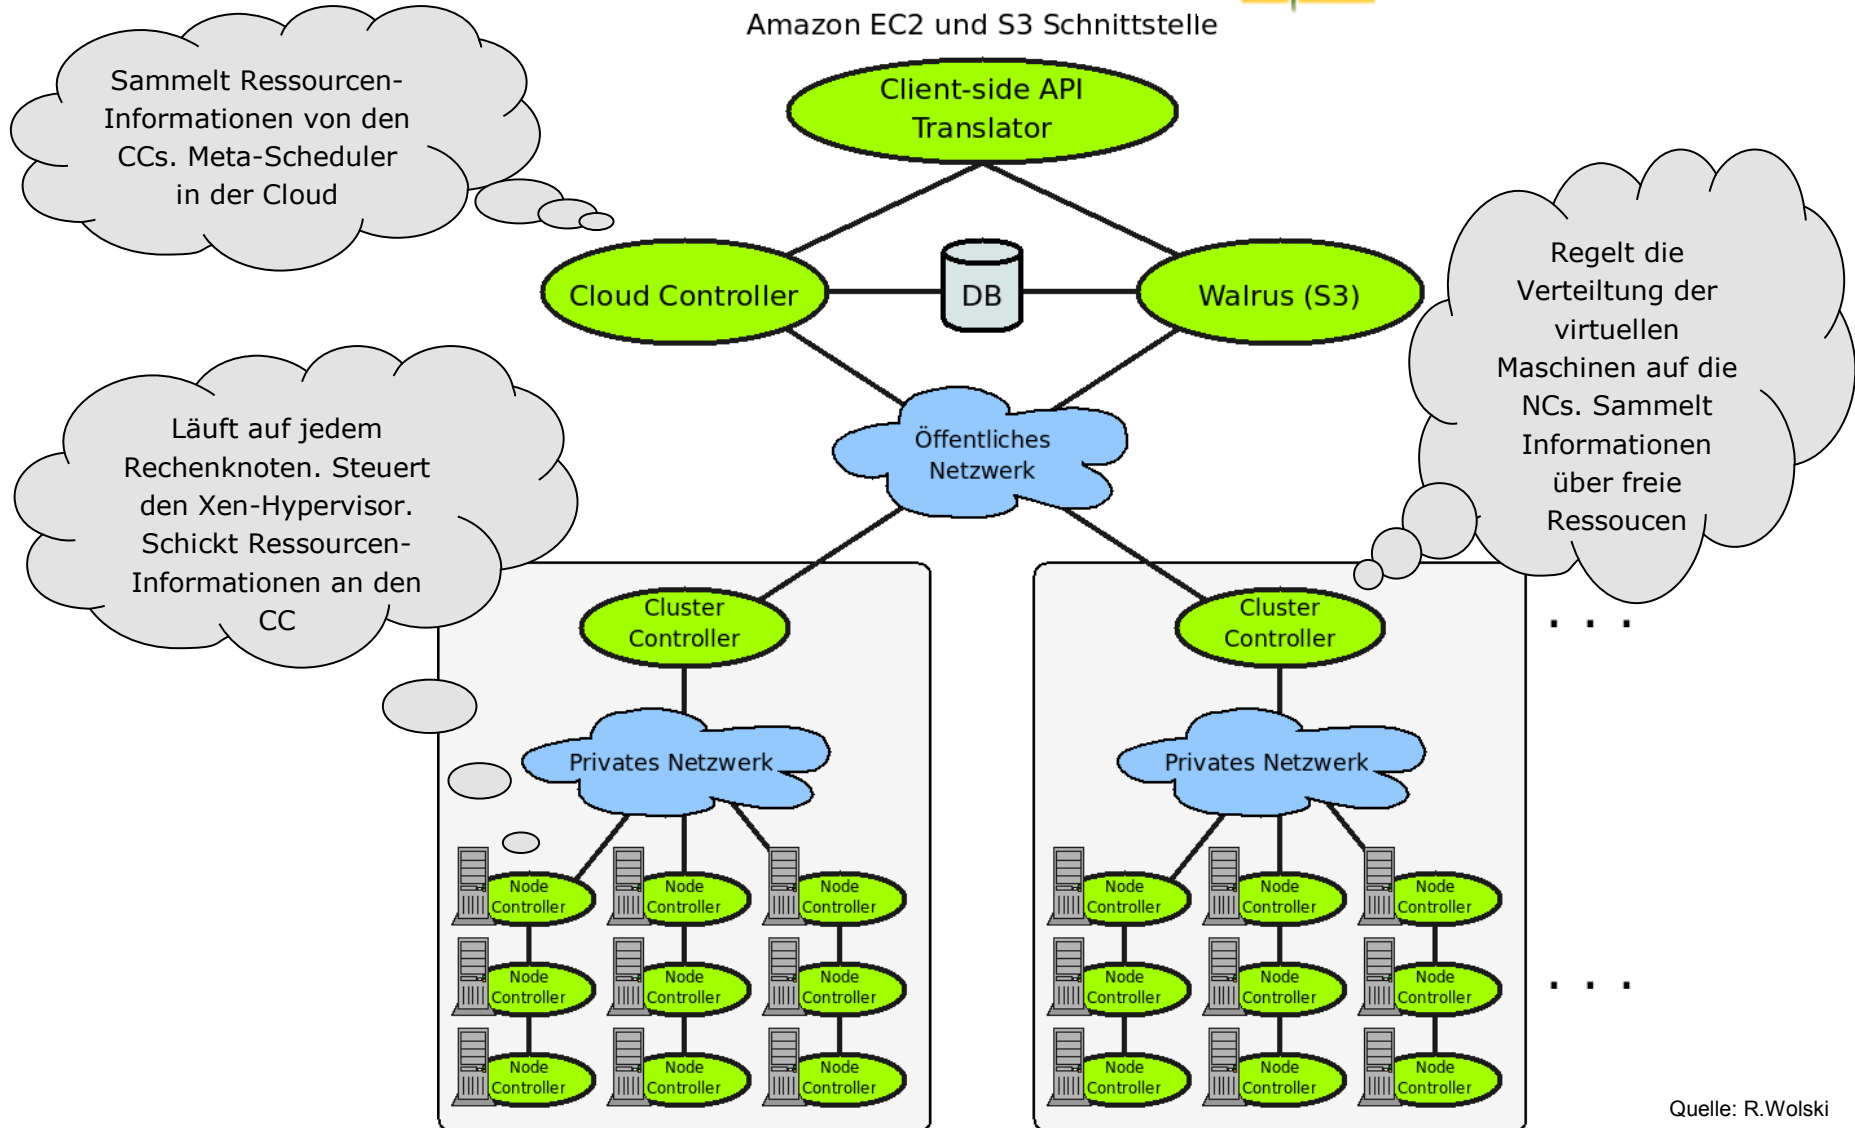 Amazon EC2 und S3 Schnittstelle
Client-side API
Translator
Sammelt Ressourcen-
Informationen von den
CCs. Meta-Scheduler
in der Cloud
Cloud Controller
DB
Walrus (S3)
Regelt die
Verteiltung der
virtuellen
Maschinen auf die
NCs. Sammelt
Informationen
über freie
Ressoucen
Öffentliches
Netzwerk
Läuft auf jedem
Rechenknoten. Steuert
den Xen-Hypervisor.
Schickt Ressourcen-
Informationen an den
CC
Cluster
Controller
Cluster
Controller
. . .
Privates Netzwerk
Privates Netzwerk
Node
Controller
Node
Controller
Node
Controller
Node
Controller
Node
Controller
Node
Controller
Node
Controller
Node
Controller
Node
Controller
Node
Controller
Node
Controller
Node
Controller
. . .
Node
Controller
Node
Controller
Node
Controller
Node
Controller
Node
Controller
Node
Controller
Quelle: R.Wolski